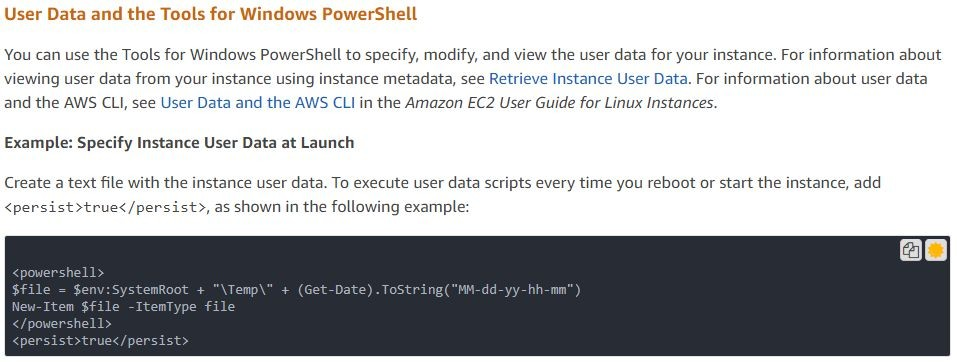 User Data and the Tools for Windows PowerShell
You can use the Tools for Windows PowerShell to specify, modify, and view the user data for your instance. For information about
viewing user data from your instance using instance metadata, see Retrieve Instance User Data. For information about user data
and the AWS CLI, see User Data and the AWS CLI in the Amazon EC2 User Guide for Linux Instances.
Example: Specify Instance User Data at Launch
Create a text file with the instance user data. To execute user data scripts every time you reboot or start the instance, add
<persist>true</persist>, as shown in the following example:
<powershell>
$file = $env:SystemRoot + "\Temp\" + (Get-Date).ToString("MM-dd-yy-hh-mm")
New-Item $file -ItemType file
</powershell>
<persist>true</persist>